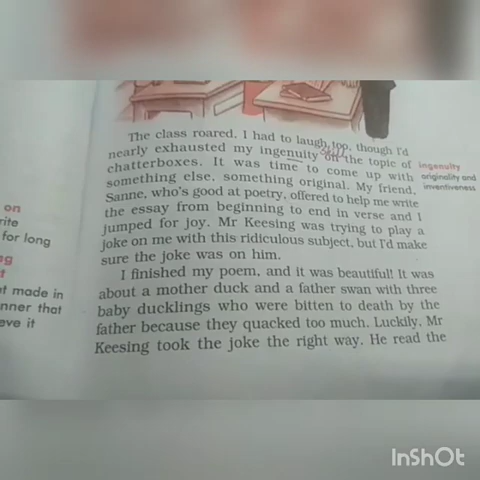 The class roared. I had to laugh too, though I'd
nearly exhausted my ingenuity on the topic of
chatterboxes. It was time to come up with
something else, something original. My friend,
Sanne, who's good at poetry, offered to help me write
the essay from beginning to end in verse and I
jumped for joy. Mr Keesing was trying to play a
joke on me with this ridiculous subject, but I'd make
sure the joke was on him.
I finished my poem, and it was beautiful! It was
about a mother duck and a father swan with three
baby ducklings who were bitten to death by the
father because they quacked too much. Luckily, Mr
Keesing took the joke the right way. He read the
ingenuity
originality and
inventiveness
on
rite
for long
made in
nner that
eve it
InShOt